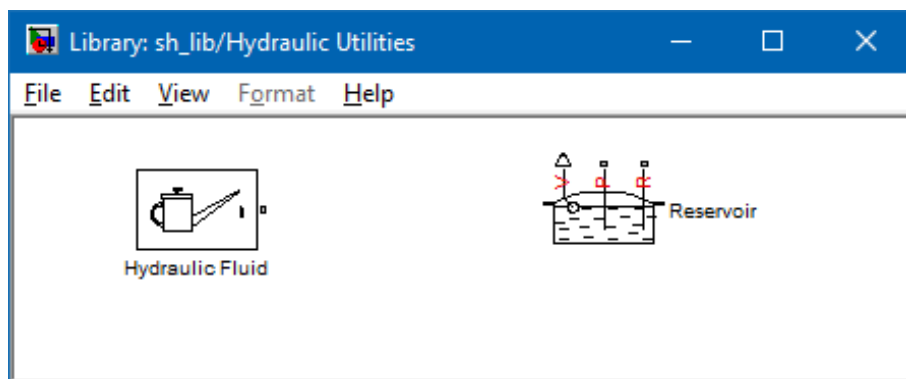 Library: sh_lib/Hydraulic Utilities
File Edit View Format Help
V P R
Reservoir
Hydraulic Fluid